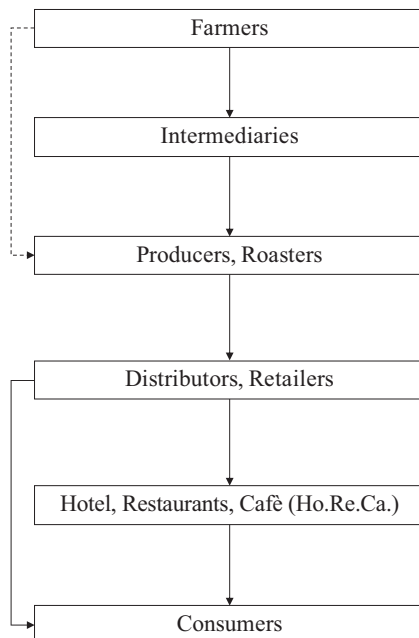 Farmers
Intermediaries
Producers, Roasters
Distributors, Retailers
Hotel, Restaurants, Cafè (Ho.Re.Ca.)
Consumers